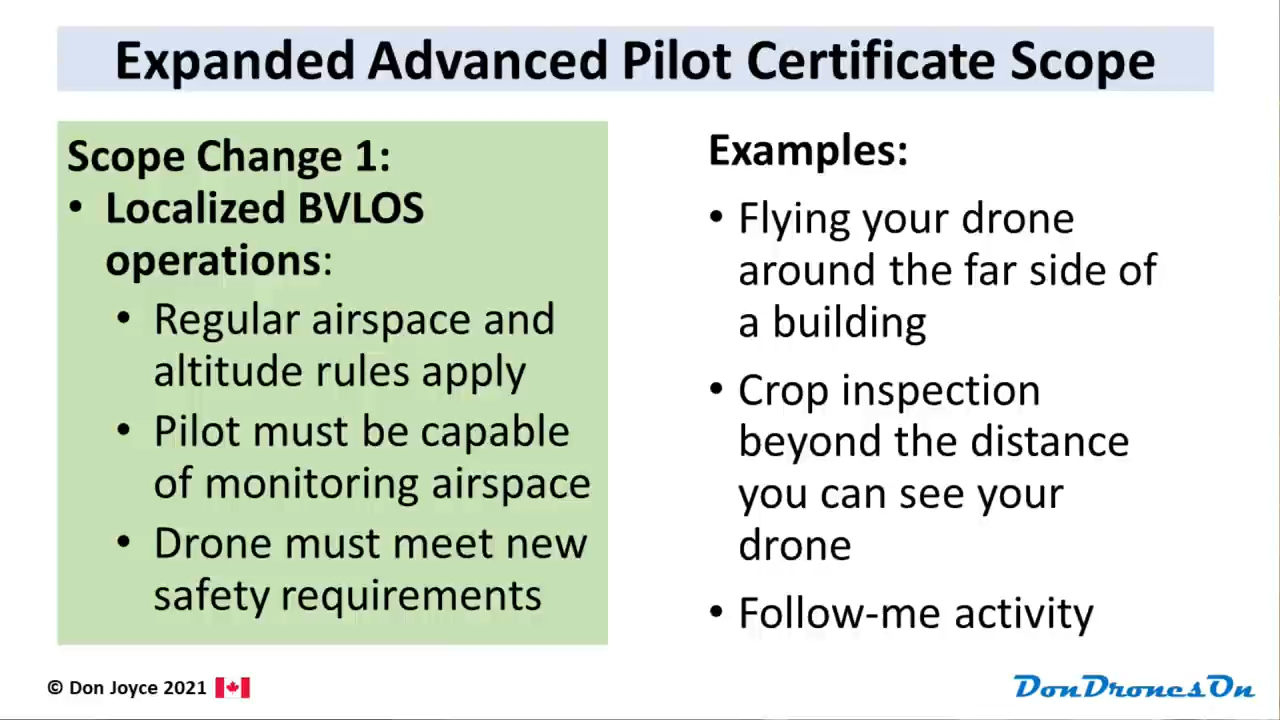 Expanded Advanced Pilot Certificate Scope
Scope Change 1:
• Localized BVLOS
operations:
• Regular airspace and
altitude rules apply
• Pilot must be capable
of monitoring airspace
• Drone must meet new
safety requirements
Examples:
• Flying your drone
around the far side of
a building
• Crop inspection
beyond the distance
you can see your
drone
• Follow-me activity
© Don Joyce 2021
DonDronesOn